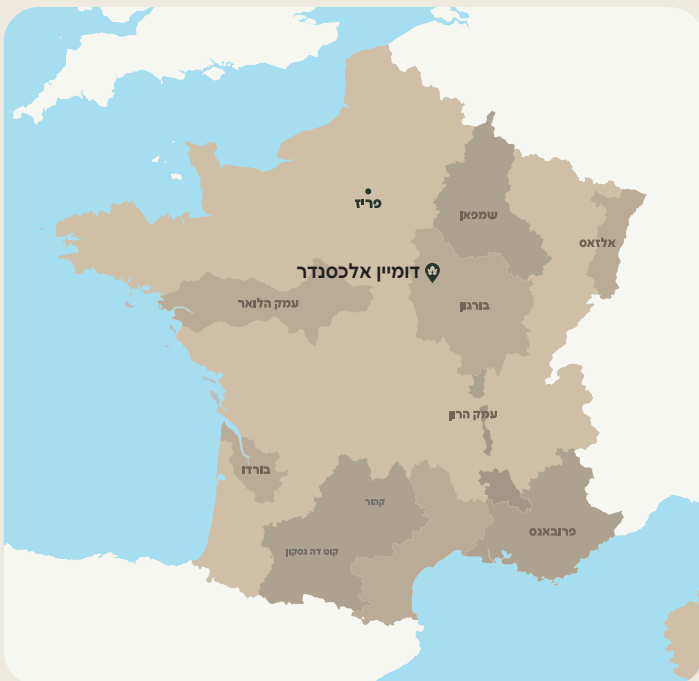 שמפאן
פריז
אלזאס
דומיין אלכסנדר
עמק הלואר
בורגון
עמק הרון
בורדו
קהור
פרובאנס
קוט דה גסקון